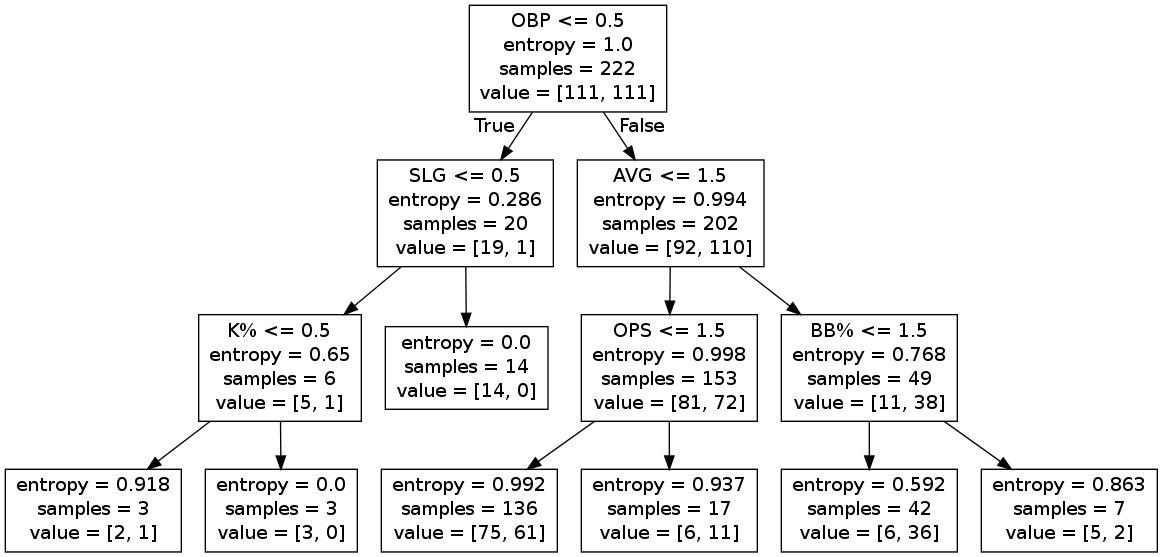 OBP <= 0.5
entropy = 1.0
samples = 222
value = [111, 111]
True
False
SLG <= 0.5
entropy = 0.286
samples = 20
value = [19, 1]
AVG <= 1.5
entropy = 0.994
samples = 202
value = [92, 110]
K% <= 0.5
entropy = 0.65
samples = 6
value = [5, 1]
entropy = 0.0
samples = 14
value = [14, 0]
OPS <= 1.5
entropy = 0.998
samples = 153
value = [81, 72]
BB% <= 1.5
entropy = 0.768
samples = 49
value = [11, 38]
entropy = 0.918
samples = 3
value = [2, 1]
entropy = 0.0
samples = 3
value = [3, 0]
entropy = 0.992
samples = 136
value = [75, 61]
entropy = 0.937
samples = 17
value = [6, 11]
entropy = 0.592
samples = 42
value = [6, 36]
entropy = 0.863
samples = 7
value = [5, 2]